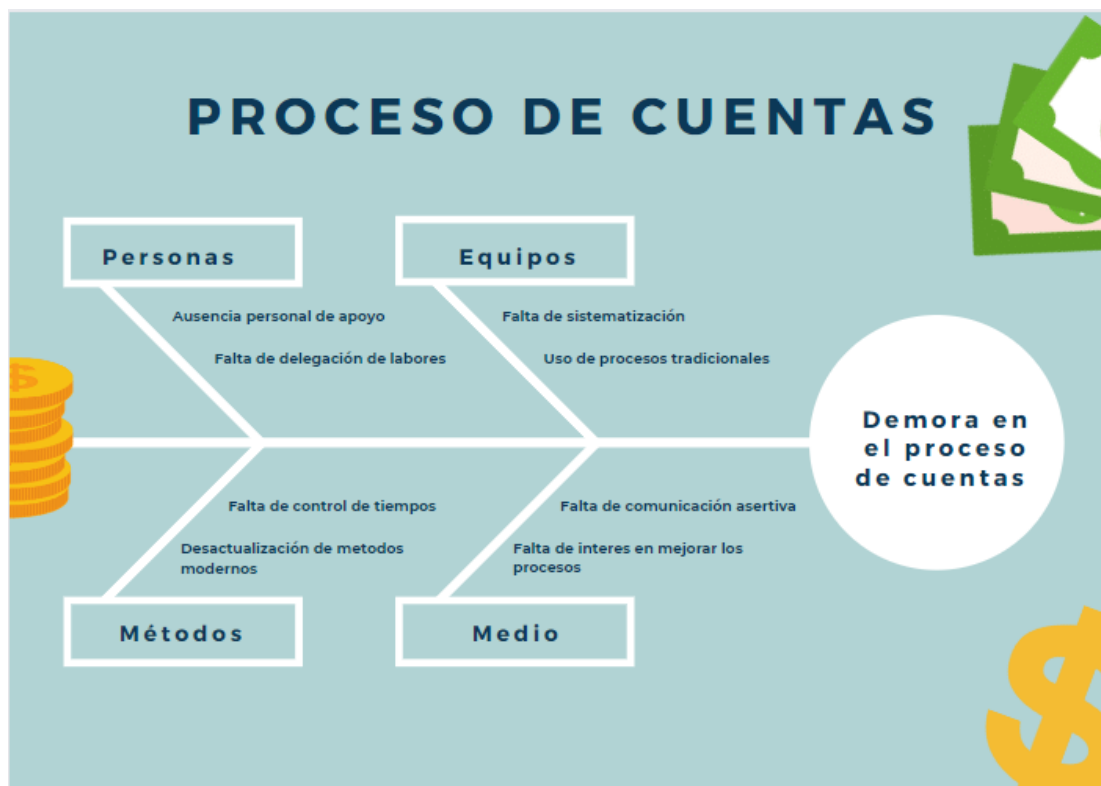 PROCESO DE CUENTAS
Personas
Equipos
Ausencia personal de apoyo
Falta de sistematización
Falta de delegación de labores
Uso de procesos tradicionales
Demora en
el proceso
de cuentas
Falta de control de tiempos
Falta de comunicación asertiva
Desactualización de metodos
modernos
Falta de interes en mejorar los
procesos
Métodos
Medio